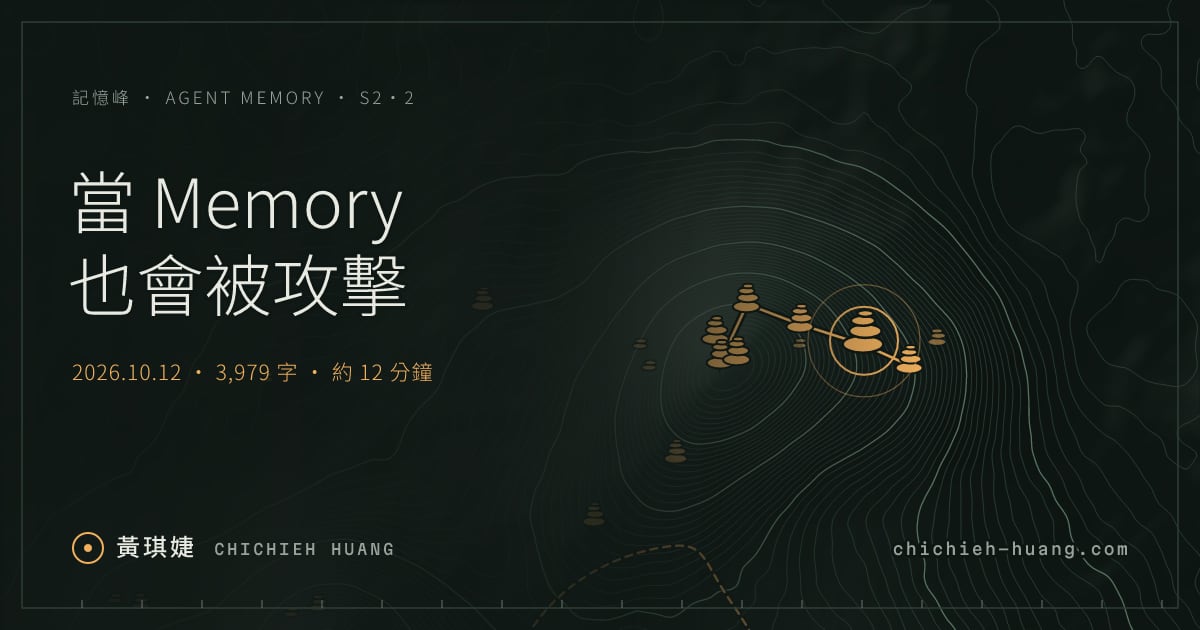 記憶峰 · AGENT MEMORY · S2·2
當 Memory
也會被攻擊
2026.10.12 · 3,979 字 · 約 12 分鐘
黃琪婕 CHICHIEH HUANG
chichieh-huang.com